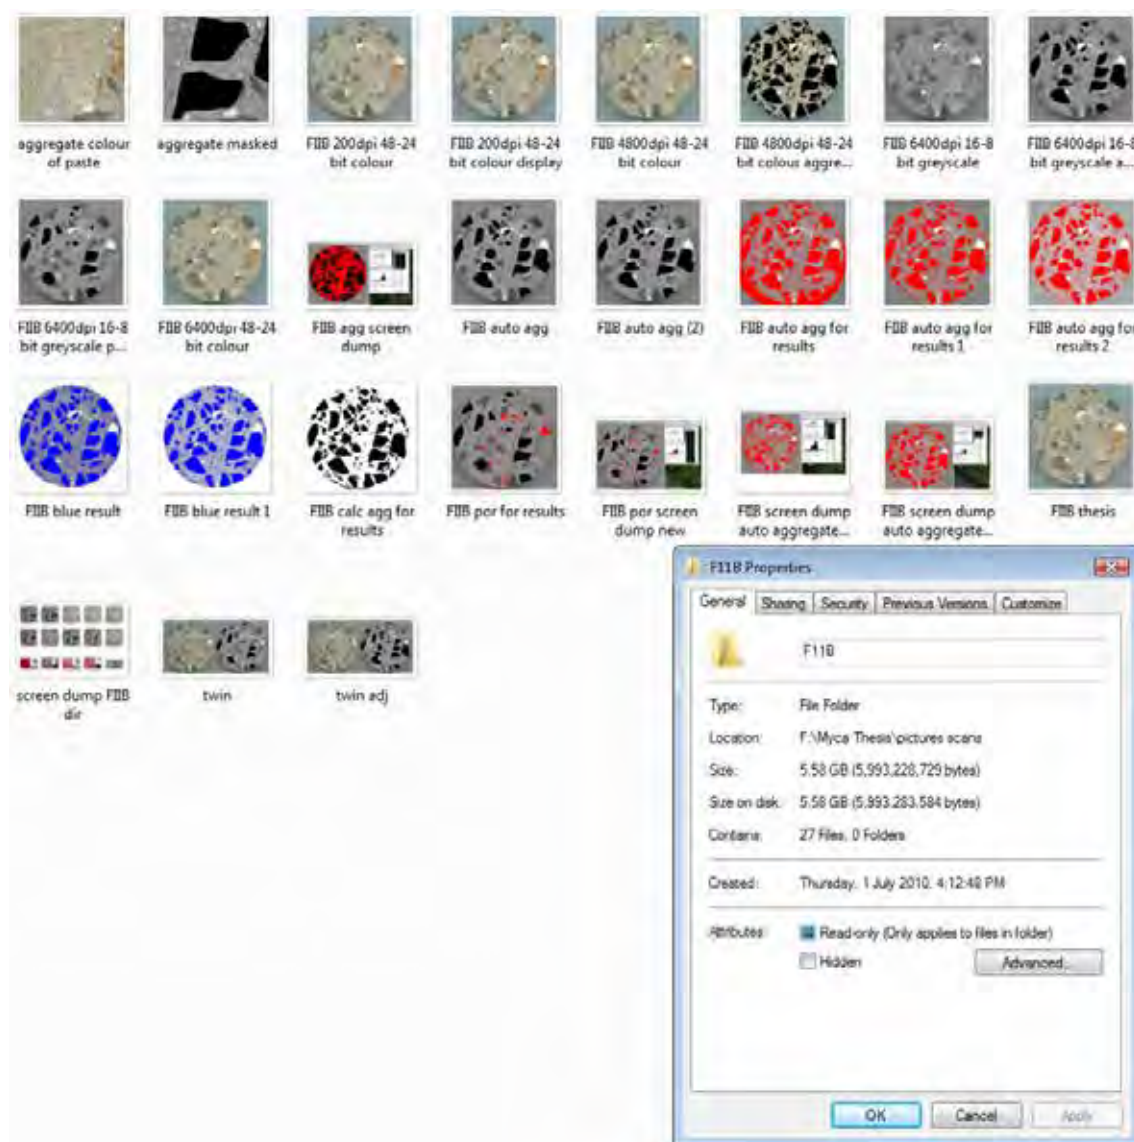 aggregate colour
of paste
aggregate masked
F11B 200dpi 48-24
bit colour
F11B 200dpi 48-24
bit colour display
F11B 4800dpi 48-24
bit colour
F11B 4800dpi 48-24
bit colous aggre...
F11B 6400dpi 16-8
bit greyscale
F11B 6400dpi 16-8
bit greyscale a...
F11B 6400dpi 16-8
bit greyscale p...
F11B 6400dpi 48-24
bit colour
F11B agg screen
dump
F11B auto agg
F11B auto agg (2)
F11B auto agg for
results
F11B auto agg for
results 1
F11B auto agg for
results 2
F11B blue result
F11B blue result 1
F11B calc agg for
results
F11B por for results
F11B por screen
dump new
F11B screen dump
auto aggregate...
F11B screen dump
auto aggregate...
F11B thesis
screen dump F11B
dir
twin
twin adj
F11B Properties
General Sharing Security Previous Versions Customize
F11B
Type: File Folder
Location: F:\Myca Thesis\pictures scans
Size: 5.58 GB (5,993,228,729 bytes)
Size on disk: 5.58 GB (5,993,283,584 bytes)
Contains: 27 Files, 0 Folders
Created: Thursday, 1 July 2010, 4:12:48 PM
Attributes: Read-only (Only applies to files in folder)
Hidden Advanced...
OK Cancel Apply